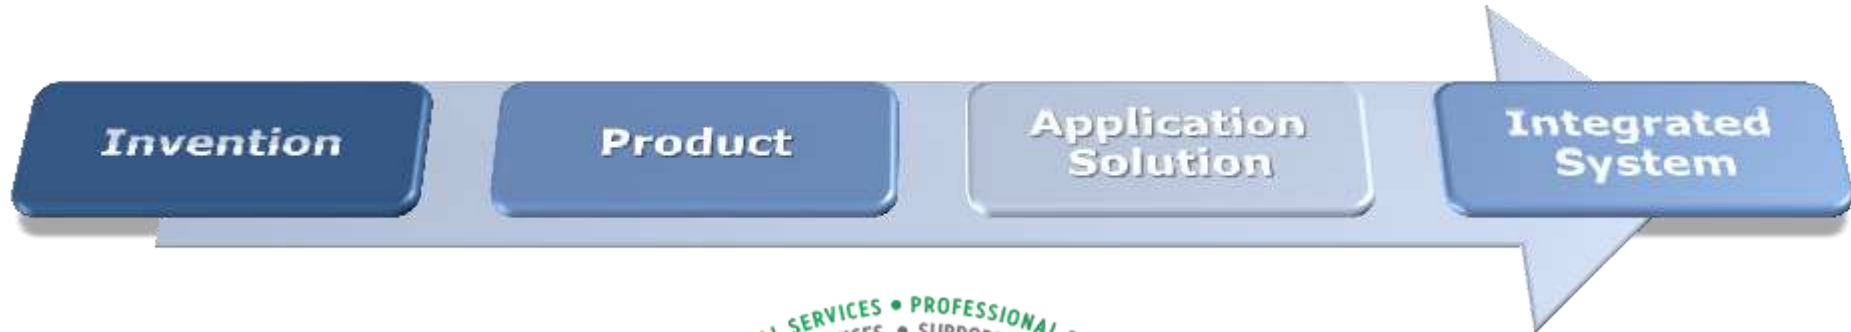 Invention
Product
Application
Solution
Integrated
System
SERVICES • PROFESSIONAL